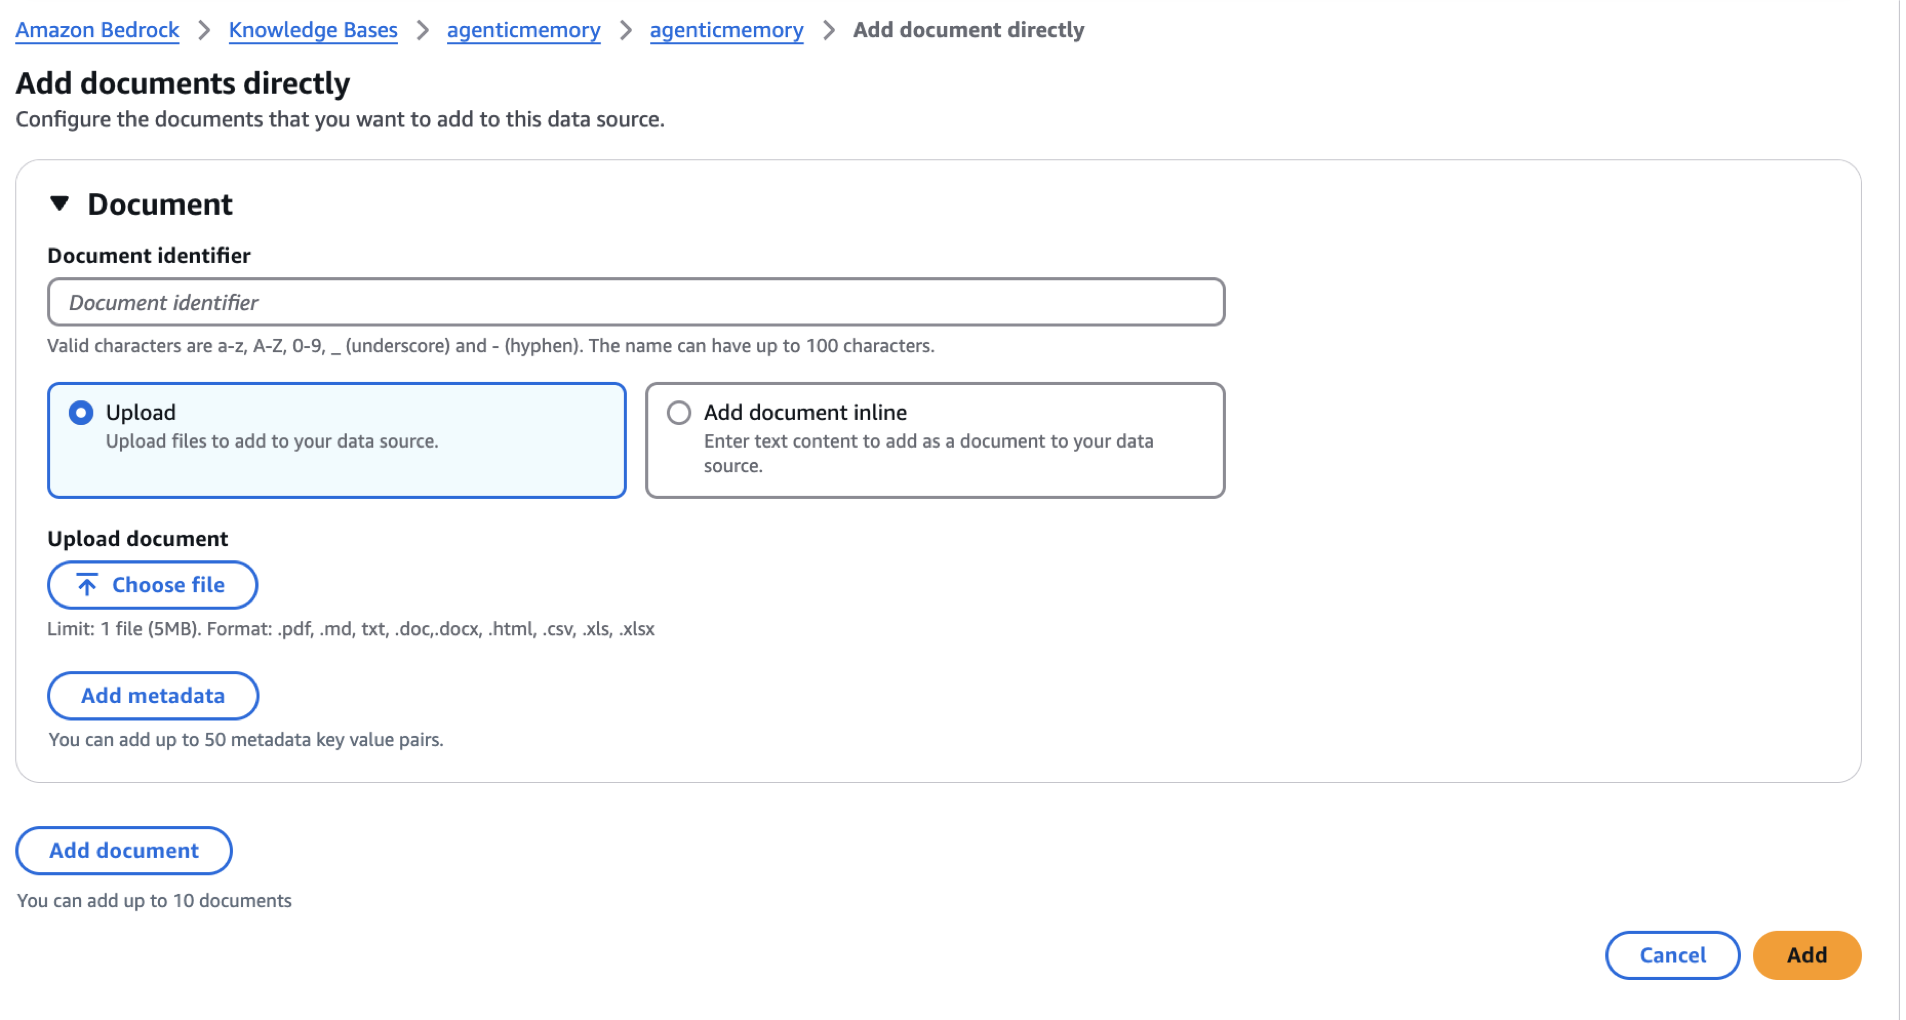 Amazon Bedrock > Knowledge Bases > agenticmemory > agenticmemory > Add document directly
Add documents directly
Configure the documents that you want to add to this data source.
Document
Document identifier
Document identifier
Valid characters are a-z, A-Z, 0-9, _ (underscore) and - (hyphen). The name can have up to 100 characters.
Upload
Upload files to add to your data source.
Add document inline
Enter text content to add as a document to your data
source.
Upload document
Choose file
Limit: 1 file (5MB). Format: .pdf, .md, txt, .doc,.docx, .html, .csv, .xls, .xlsx
Add metadata
You can add up to 50 metadata key value pairs.
Add document
You can add up to 10 documents
Cancel
Add